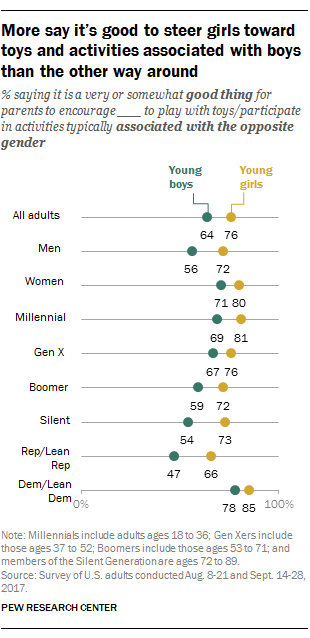 More say it's good to steer girls toward
toys and activities associated with boys
than the other way around
% saying it is a very or somewhat good thing for
parents to encourage ___ to play with toys/participate
in activities typically associated with the opposite
gender
Young boys
Young girls
All adults
64 76
Men
56 72
Women
71 80
Millennial
69 81
Gen X
67 76
Boomer
59 72
Silent
54 73
Rep/Lean
Rep
47 66
Dem/Lean
Dem
0% 100%
78 85
Note: Millennials include adults ages 18 to 36; Gen Xers include
those ages 37 to 52; Boomers include those ages 53 to 71; and
members of the Silent Generation are ages 72 to 89.
Source: Survey of U.S. adults conducted Aug. 8-21 and Sept. 14-28,
2017.
PEW RESEARCH CENTER